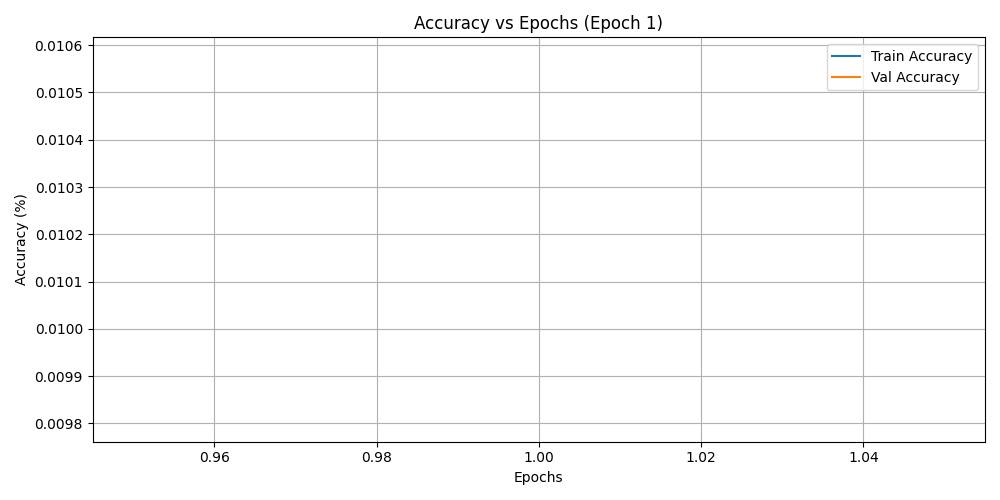 Accuracy vs Epochs (Epoch 1)
Train Accuracy
Val Accuracy
Accuracy (%)
0.0106
0.0105
0.0104
0.0103
0.0102
0.0101
0.0100
0.0099
0.0098
0.96 0.98 1.00 1.02 1.04
Epochs